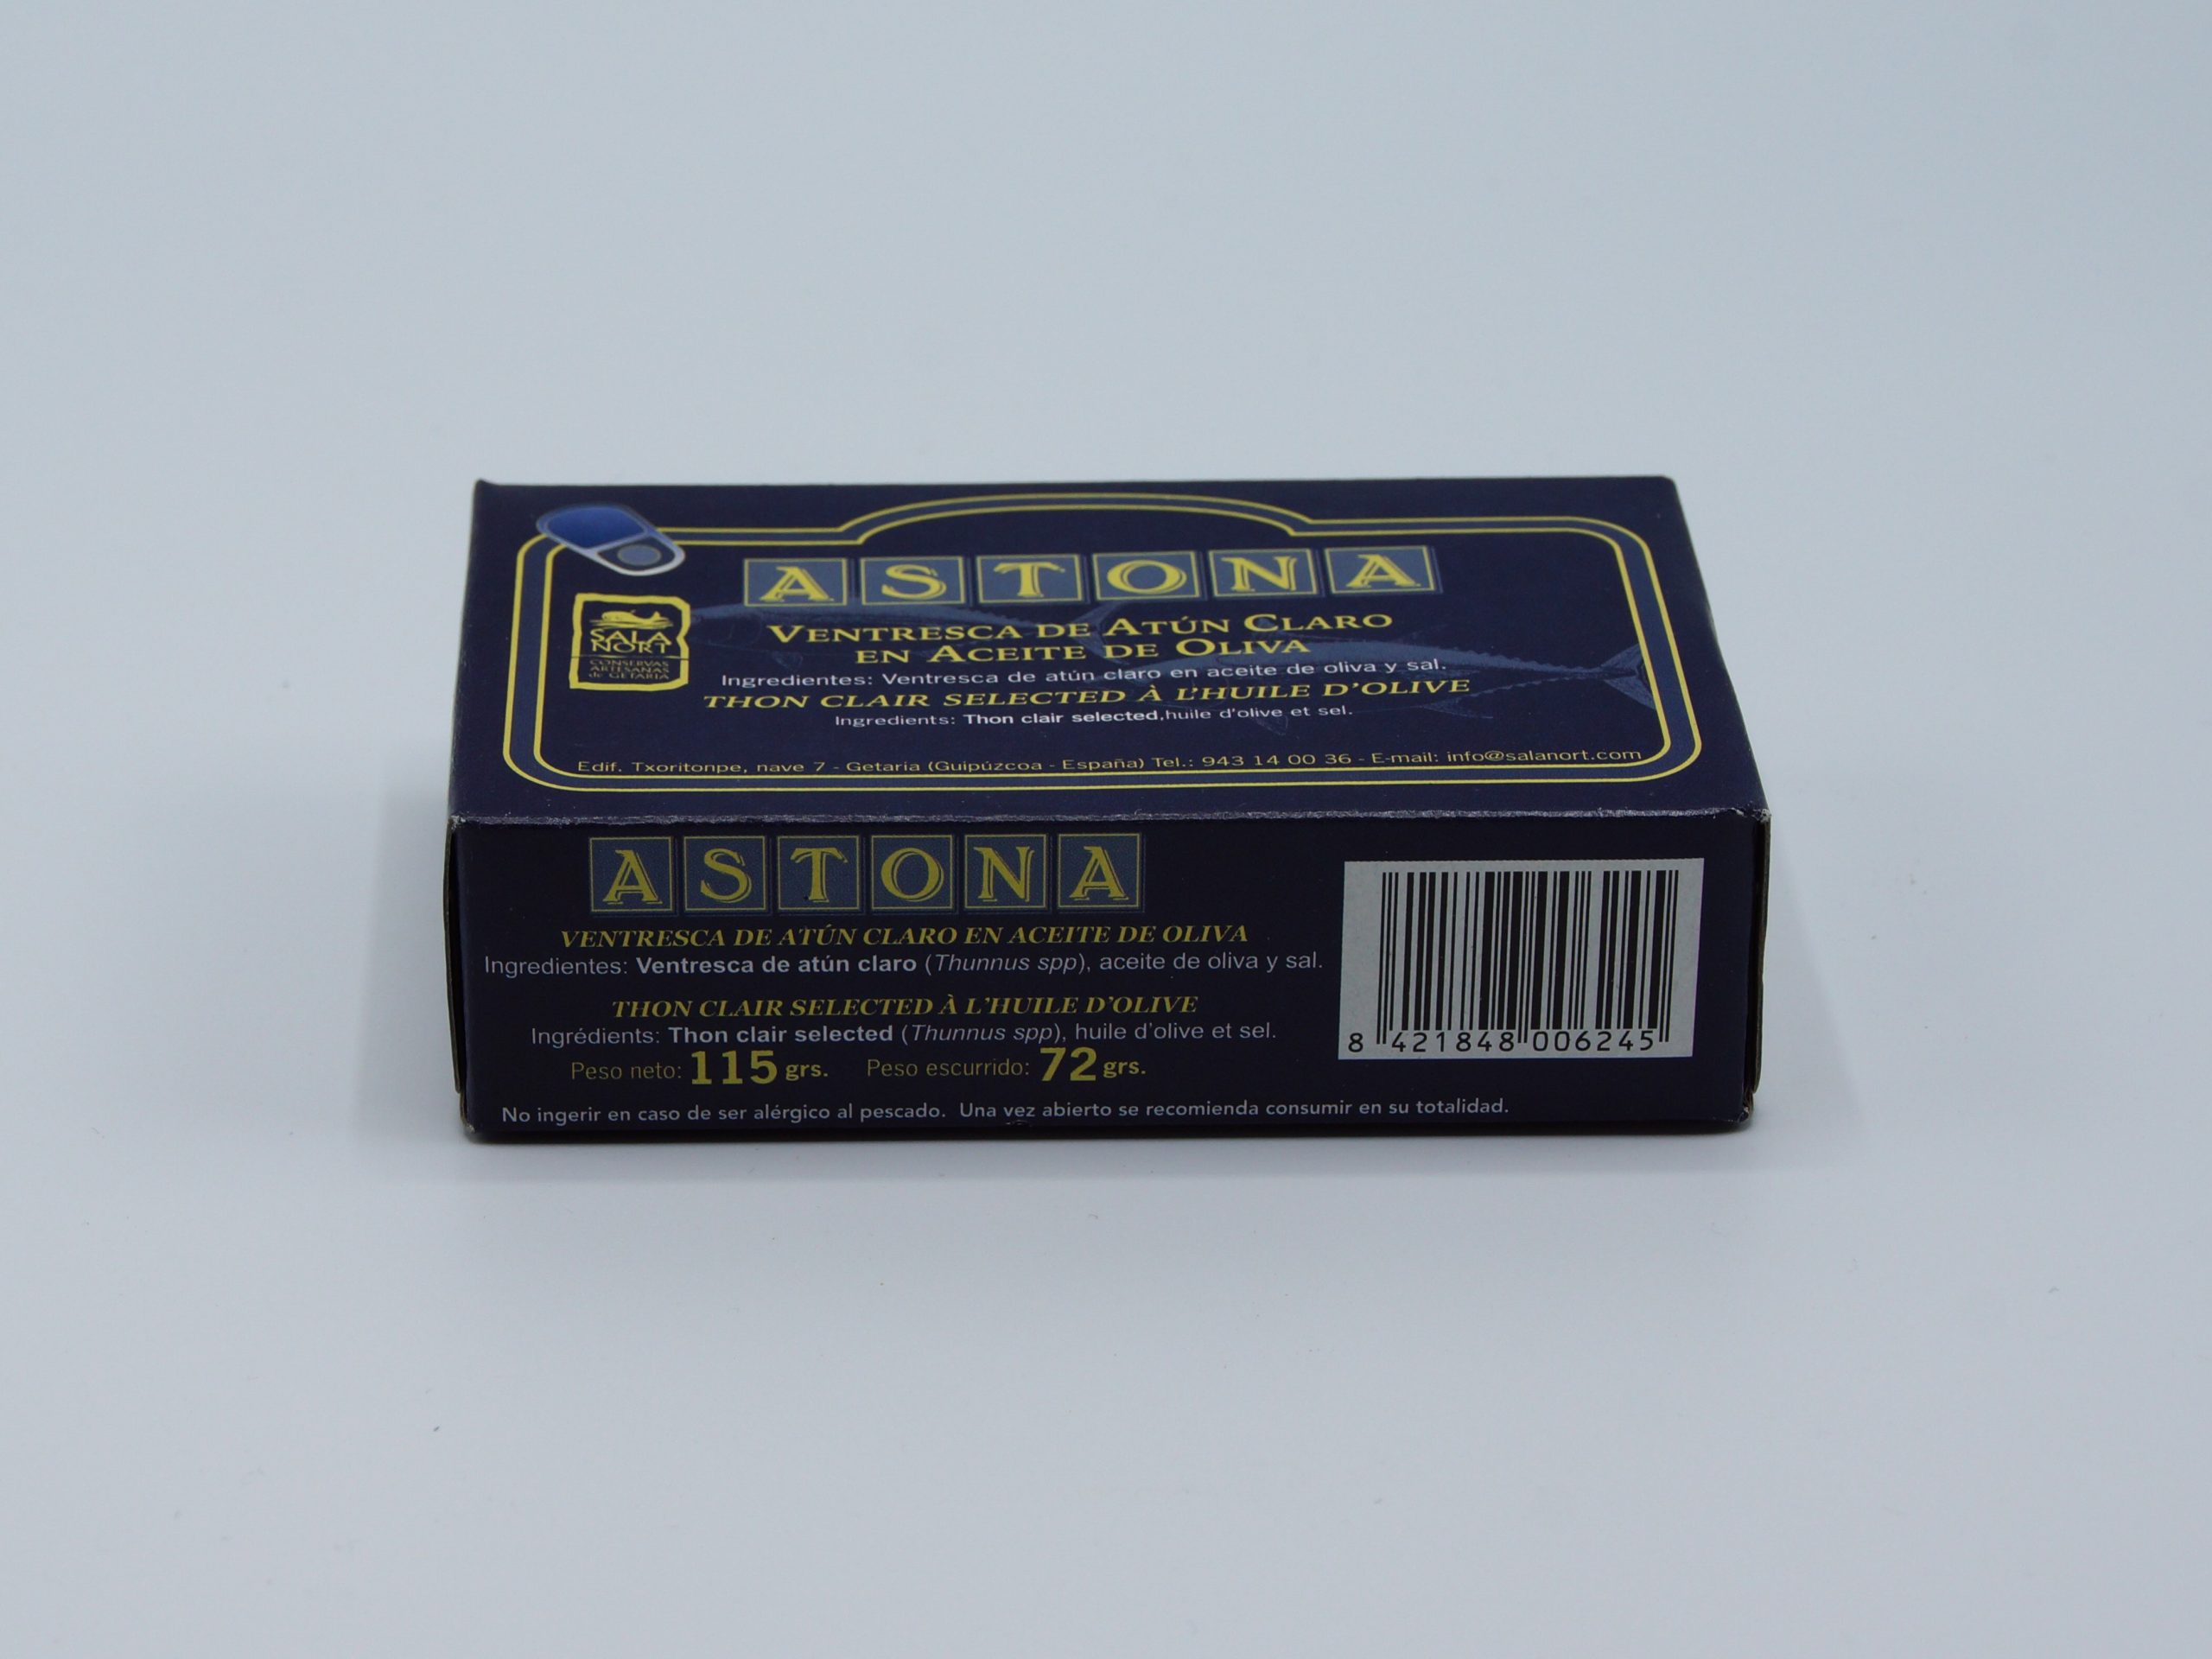 ASTONA
SALA
NORT
CONSERVAS
ARTESANAS
de GETARIA
VENTRESCA DE ATÚN CLARO
EN ACEITE DE OLIVA
Ingredientes: Ventresca de atún claro en aceite de oliva y sal.
THON CLAIR SELECTED À L'HUILE D'OLIVE
Ingredients: Thon clair selected,huile d'olive et sel.
Edif. Txoritonpe, nave 7 - Getaria (Guipúzcoa - España) Tel.: 943 14 00 36 - E-mail: info@salanort.com
ASTONA
VENTRESCA DE ATÚN CLARO EN ACEITE DE OLIVA
Ingredientes: Ventresca de atún claro (Thunnus spp), aceite de oliva y sal.
THON CLAIR SELECTED À L'HUILE D'OLIVE
Ingrédients: Thon clair selected (Thunnus spp), huile d'olive et sel.
Peso neto: 115 grs. Peso escurrido: 72 grs.
No ingerir en caso de ser alérgico al pescado. Una vez abierto se recomienda consumir en su totalidad.
8 421848 006245